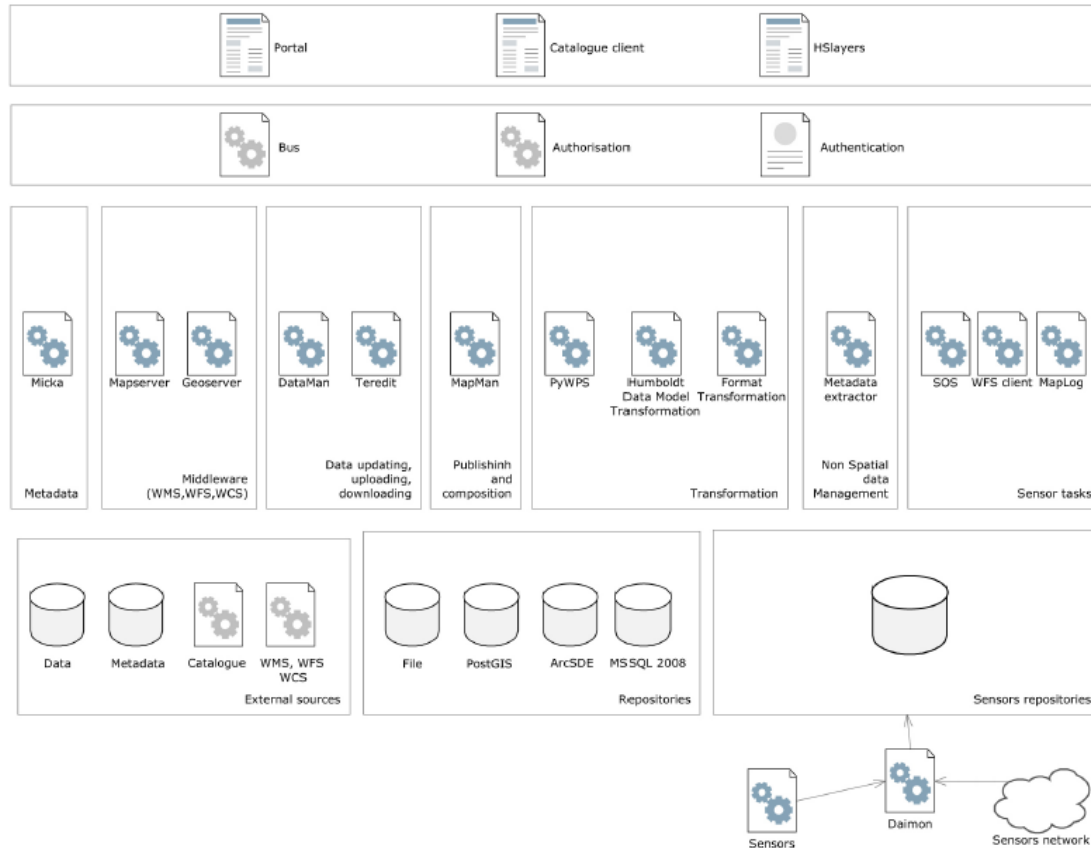 Portal
Catalogue client
HSlayers
Bus
Authorisation
Authentication
Micka
Metadata
Mapserver
Geoserver
Middleware
(WMS,WFS,WCS)
DataMan
Teredit
Data updating,
uploading,
downloading
MapMan
Publishinh
and
composition
PyWPS
Humboldt
Data Model
Transformation
Format
Transformation
Transformation
Metadata
extractor
Non Spatial
data
Management
SOS
WFS client
MapLog
Sensor tasks
Data
Metadata
Catalogue
WMS, WFS
WCS
External sources
File
PostGIS
ArcSDE
MS SQL 2008
Repositories
Sensors repositories
Sensors
Daimon
Sensors network